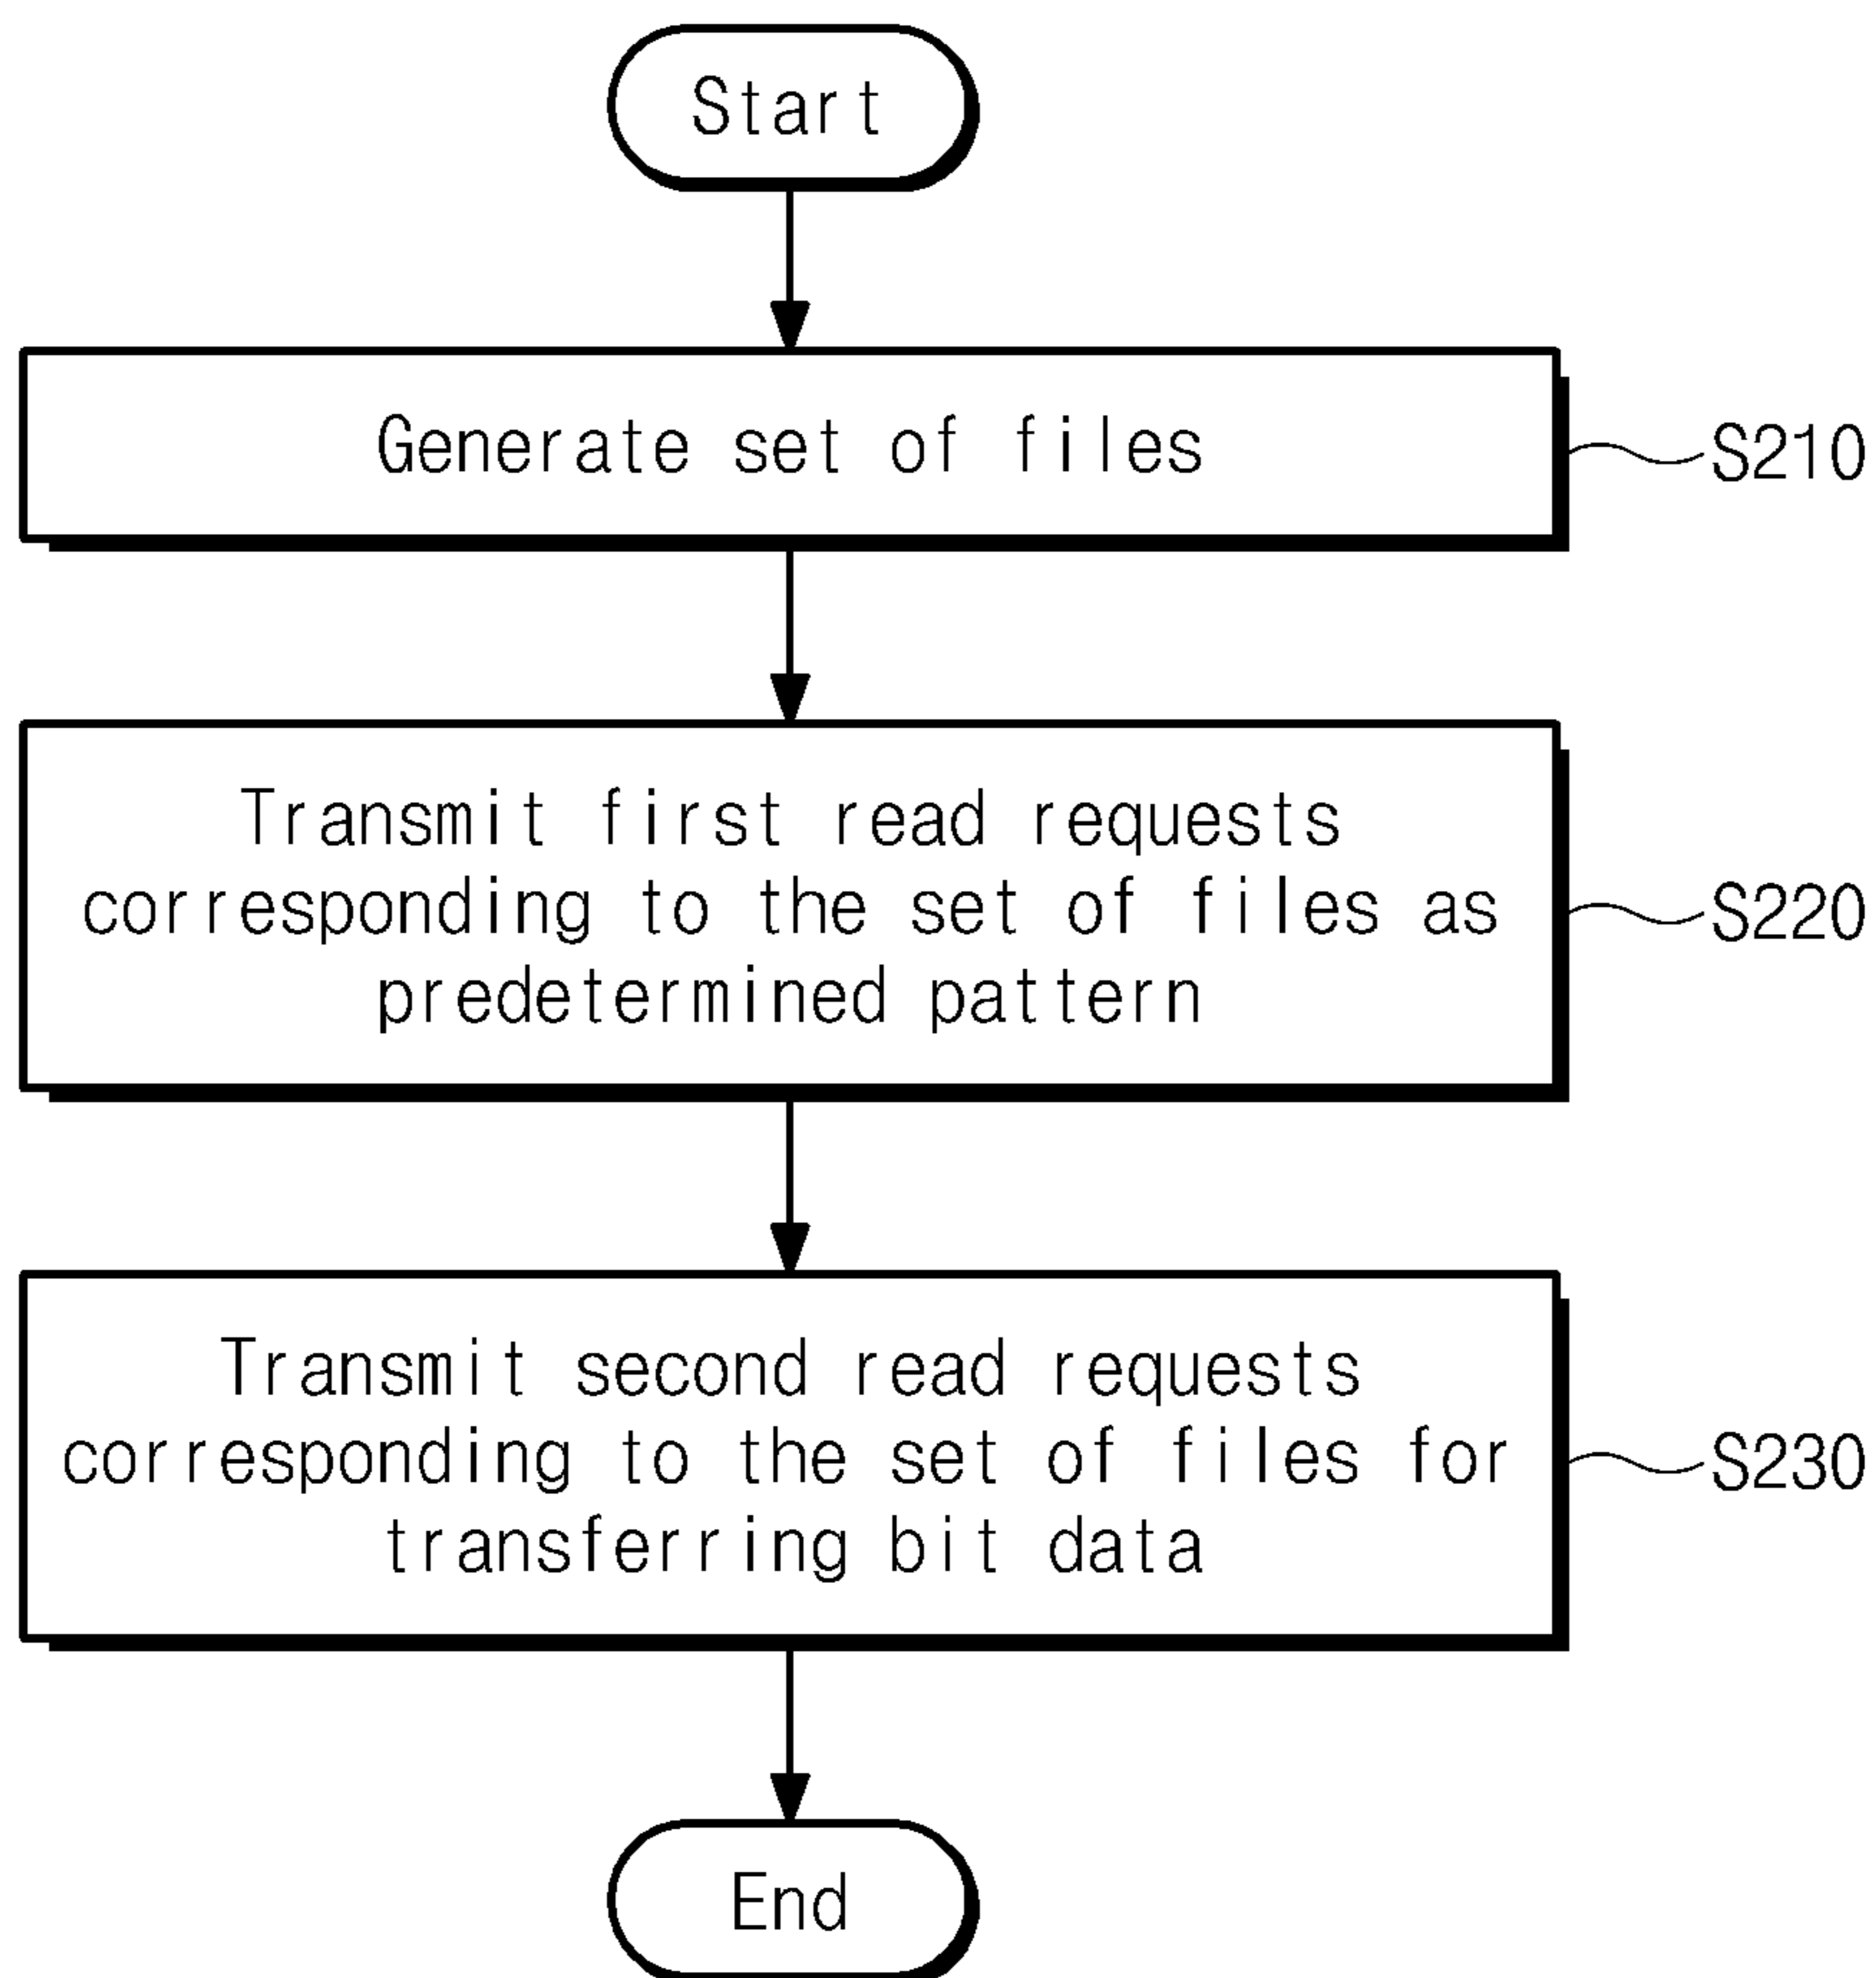 Start
Generate set of files
S210
Transmit first read requests
corresponding to the set of files as
predetermined pattern
S220
Transmit second read requests
corresponding to the set of files for
transferring bit data
S230
End